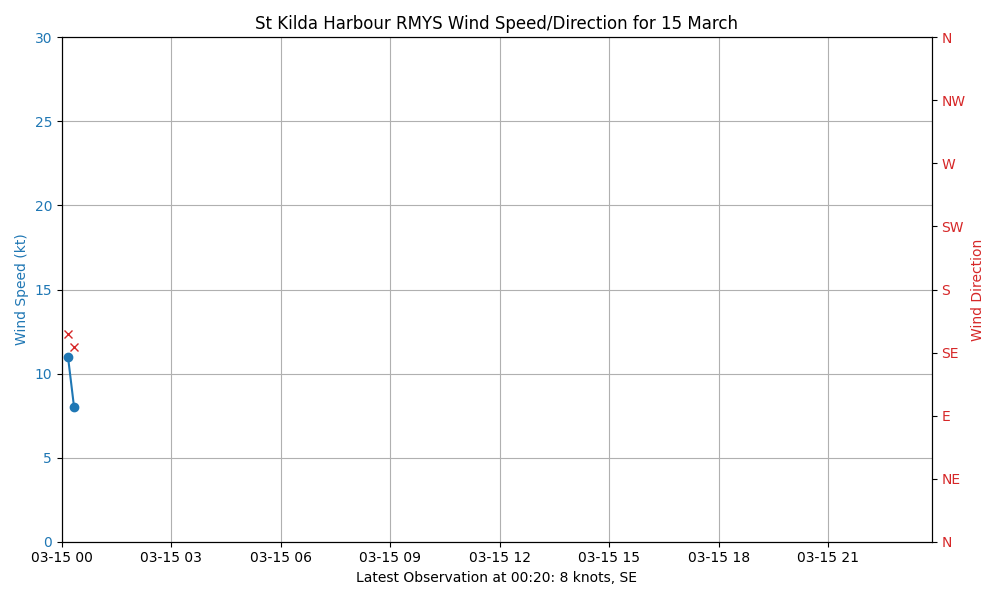 St Kilda Harbour RMYS Wind Speed/Direction for 15 March
30
25
20
15
10
5
0
Wind Speed (kt)
N
NW
W
SW
S
SE
E
NE
N
Wind Direction
03-15 00
03-15 03
03-15 06
03-15 09
03-15 12
03-15 15
03-15 18
03-15 21
Latest Observation at 00:20: 8 knots, SE